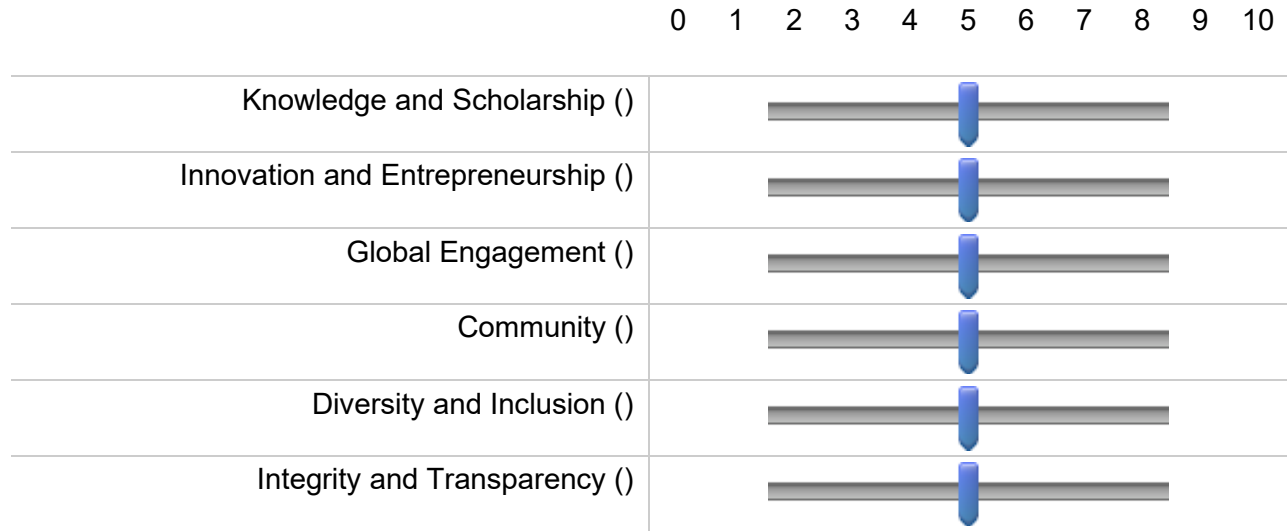 0 1 2 3 4 5 6 7 8 9 10
Knowledge and Scholarship ()
Innovation and Entrepreneurship ()
Global Engagement ()
Community ()
Diversity and Inclusion ()
Integrity and Transparency ()